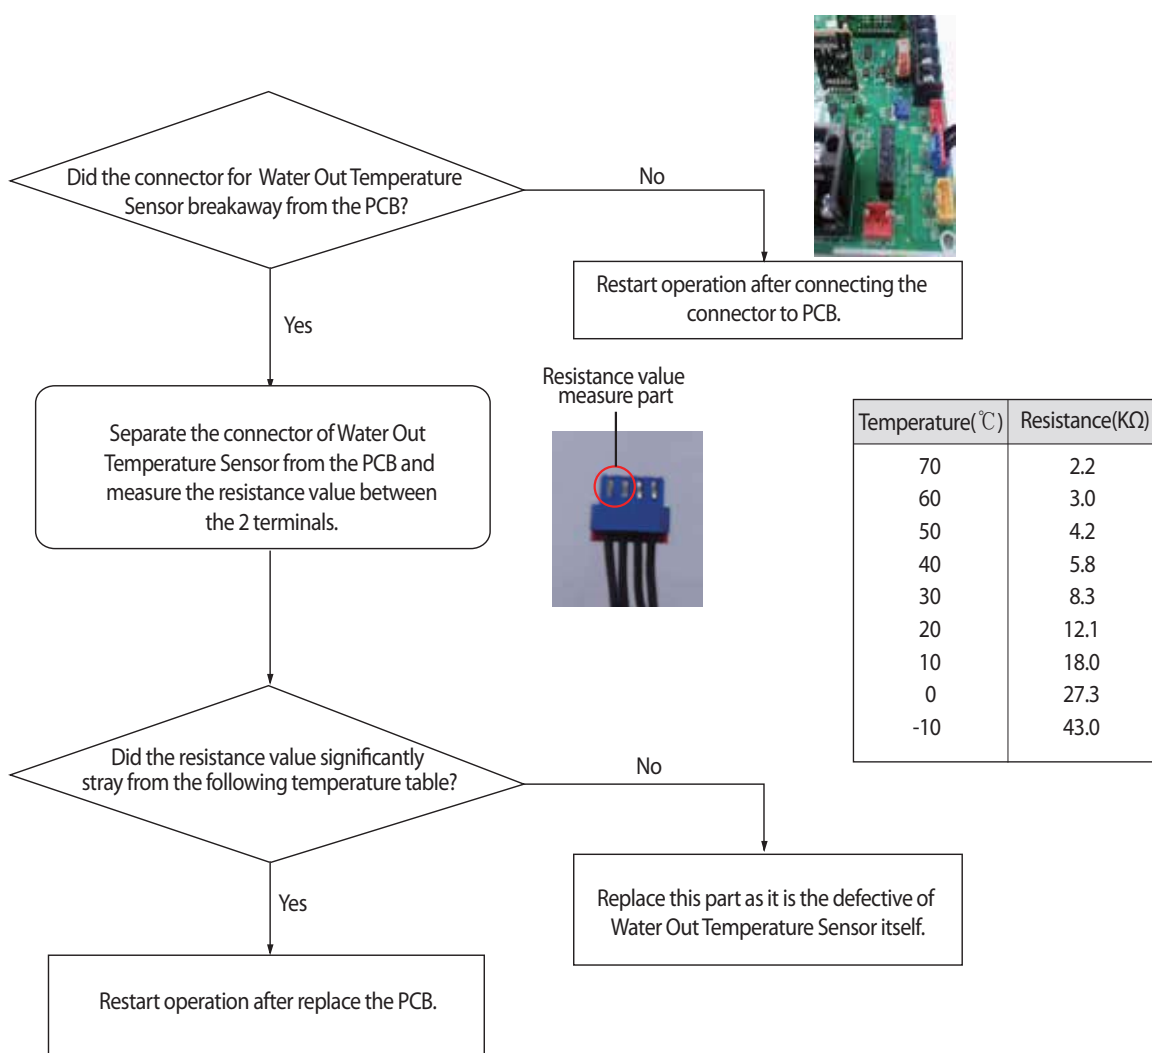 Did the connector for Water Out Temperature
Sensor breakaway from the PCB?
No
Restart operation after connecting the
connector to PCB.
Yes
Separate the connector of Water Out
Temperature Sensor from the PCB and
measure the resistance value between
the 2 terminals.
Resistance value
measure part
Temperature(℃) Resistance(KΩ)
70 2.2
60 3.0
50 4.2
40 5.8
30 8.3
20 12.1
10 18.0
0 27.3
-10 43.0
Did the resistance value significantly
stray from the following temperature table?
No
Replace this part as it is the defective of
Water Out Temperature Sensor itself.
Yes
Restart operation after replace the PCB.